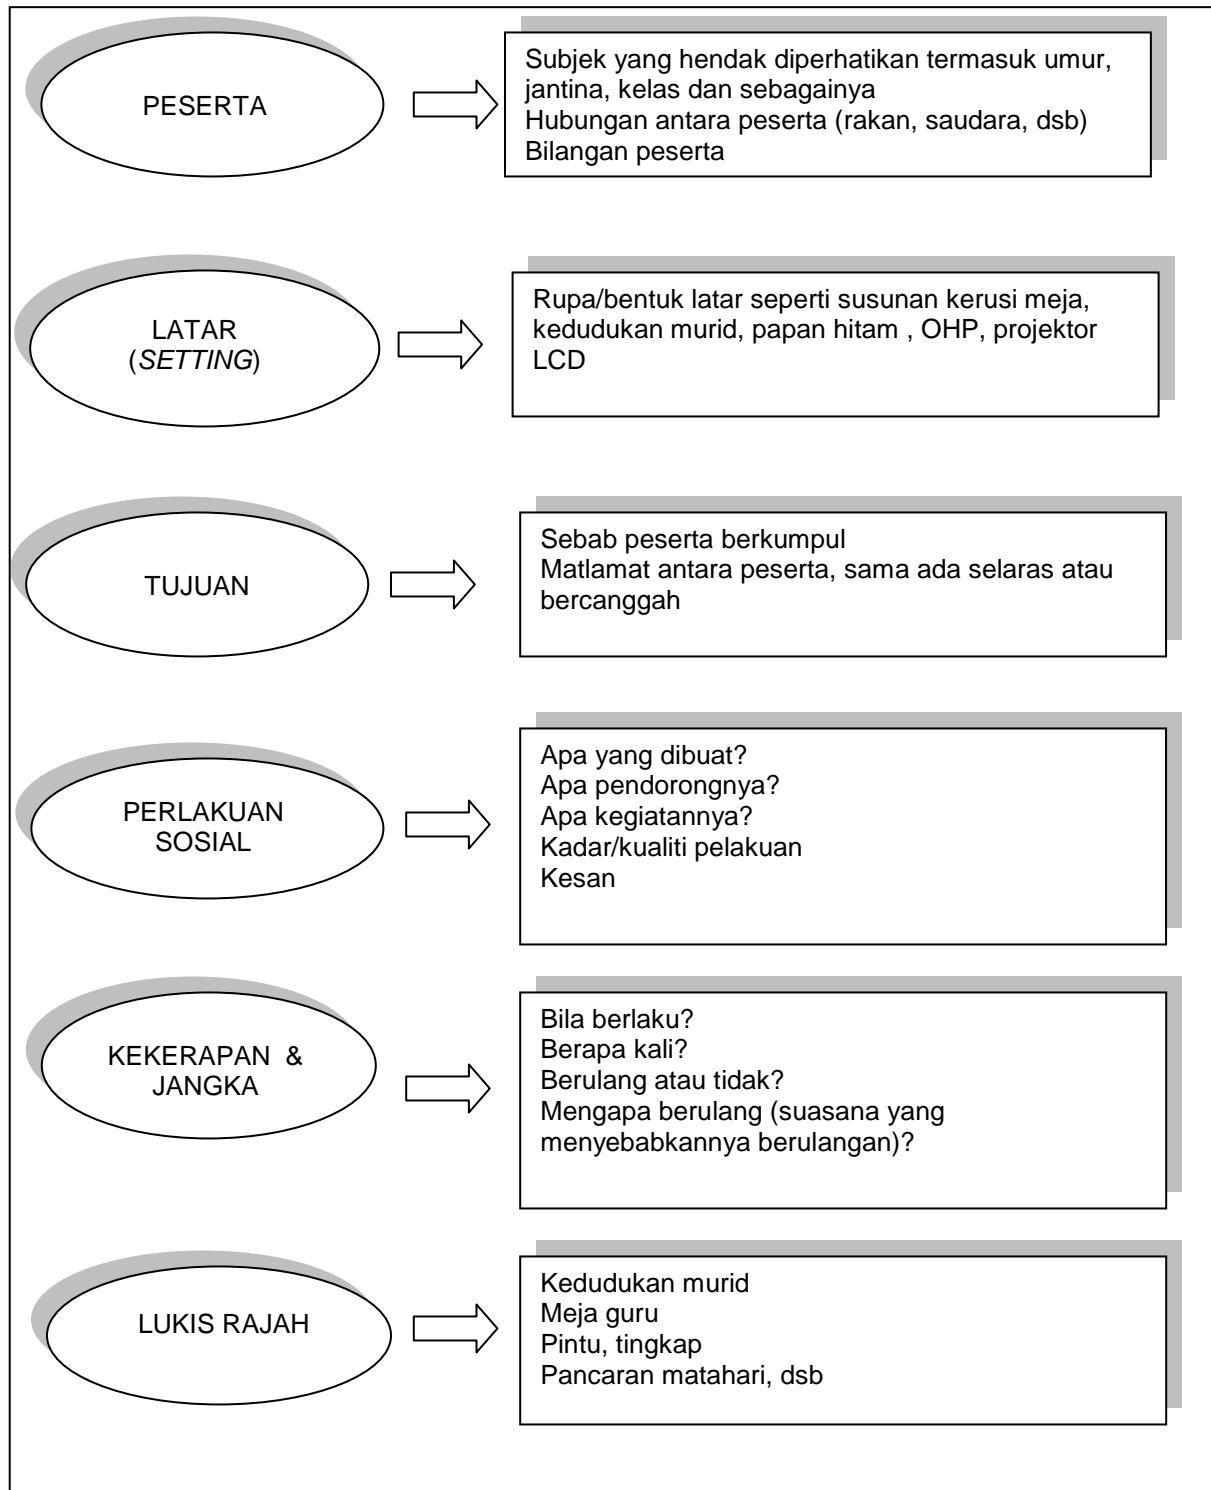 PESERTA
Subjek yang hendak diperhatikan termasuk umur,
jantina, kelas dan sebagainya
Hubungan antara peserta (rakan, saudara, dsb)
Bilangan peserta
LATAR
(SETTING)
Rupa/bentuk latar seperti susunan kerusi meja,
kedudukan murid, papan hitam , OHP, projektor
LCD
TUJUAN
Sebab peserta berkumpul
Matlamat antara peserta, sama ada selaras atau
bercanggah
PERLAKUAN
SOSIAL
Apa yang dibuat?
Apa pendorongnya?
Apa kegiatannya?
Kadar/kualiti pelakuan
Kesan
KEKERAPAN &
JANGKA
Bila berlaku?
Berapa kali?
Berulang atau tidak?
Mengapa berulang (suasana yang
menyebabkannya berulangan)?
LUKIS RAJAH
Kedudukan murid
Meja guru
Pintu, tingkap
Pancaran matahari, dsb